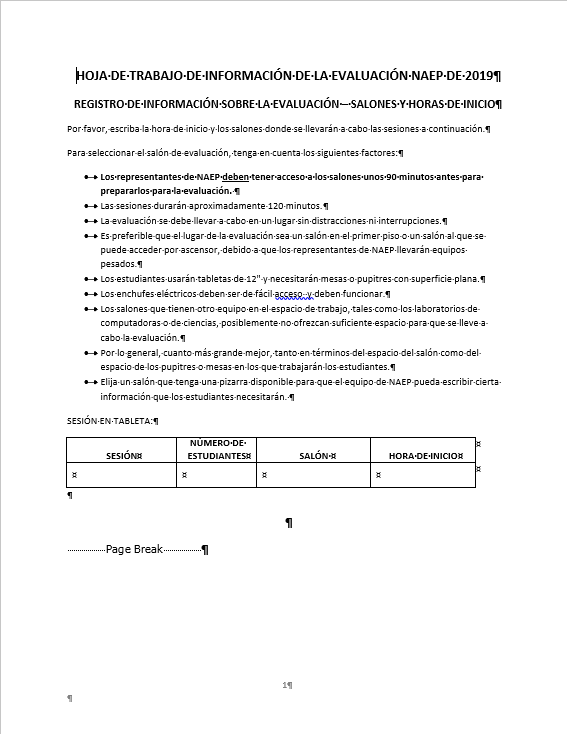 HOJA DE TRABAJO DE INFORMACIÓN DE LA EVALUACIÓN NAEP DE 2019¶
REGISTRO DE INFORMACIÓN SOBRE LA EVALUACIÓN – SALONES Y HORAS DE INICIO¶
Por favor, escriba la hora de inicio y los salones donde se llevarán a cabo las sesiones a continuación.¶
Para seleccionar el salón de evaluación, tenga en cuenta los siguientes factores:¶
• Los representantes de NAEP deben tener acceso a los salones unos 90 minutos antes para
prepararlos para la evaluación. ¶
• Las sesiones durarán aproximadamente 120 minutos.¶
• La evaluación se debe llevar a cabo en un lugar sin distracciones ni interrupciones.¶
• Es preferible que el lugar de la evaluación sea un salón en el primer piso o un salón al que se
puede acceder por ascensor, debido a que los representantes de NAEP llevarán equipos
pesados.¶
• Los estudiantes usarán tabletas de 12" y necesitarán mesas o pupitres con superficie plana.¶
• Los enchufes eléctricos deben ser de fácil acceso y deben funcionar.¶
• Los salones que tienen otro equipo en el espacio de trabajo, tales como los laboratorios de
computadoras o de ciencias, posiblemente no ofrezcan suficiente espacio para que se lleve a
cabo la evaluación.¶
• Por lo general, cuanto más grande mejor, tanto en términos del espacio del salón como del
espacio de los pupitres o mesas en los que trabajarán los estudiantes.¶
• Elija un salón que tenga una pizarra disponible para que el equipo de NAEP pueda escribir cierta
información que los estudiantes necesitarán. ¶
SESIÓN EN TABLETA:¶
SESIÓN¤ NÚMERO DE ESTUDIANTES¤ SALÓN ¤ HORA DE INICIO¤ ¤
¤ ¤ ¤ ¤ ¤
¶
¶
Page Break¶
1¶
¶